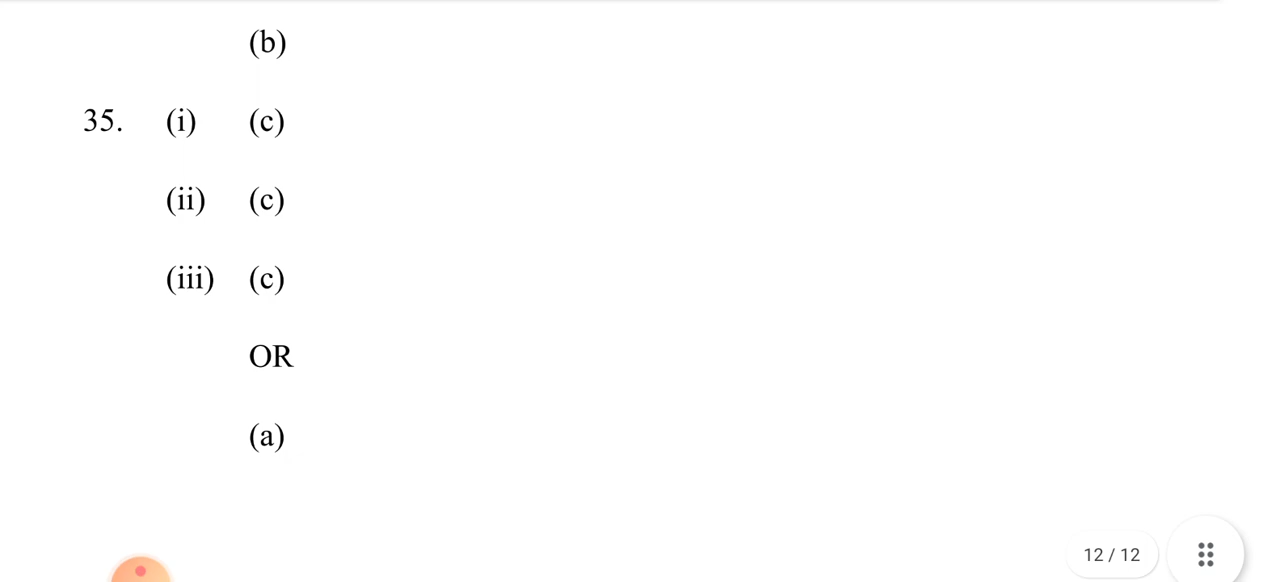 (b)
35. (i) (c)
(ii) (c)
(iii) (c)
OR
(a)
12 / 12